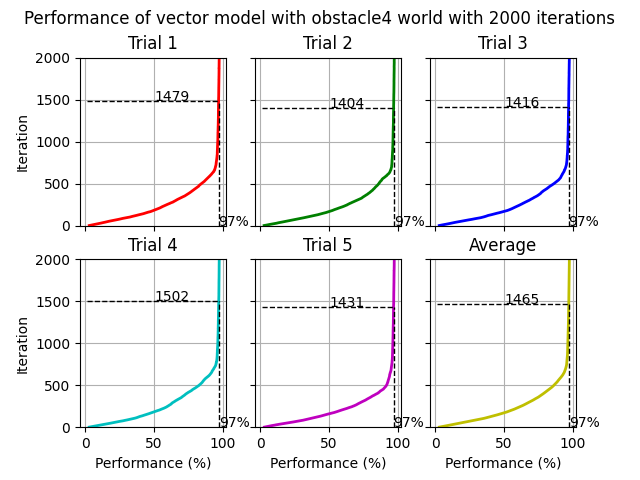 Performance of vector model with obstacle4 world with 2000 iterations
Trial 1
Trial 2
Trial 3
2000
1500
1000
500
0
Iteration
1479
97%
1404
97%
1416
97%
Trial 4
Trial 5
Average
2000
1500
1000
500
0
Iteration
1502
97%
1431
97%
1465
97%
0 50 100
0 50 100
0 50 100
Performance (%)
Performance (%)
Performance (%)